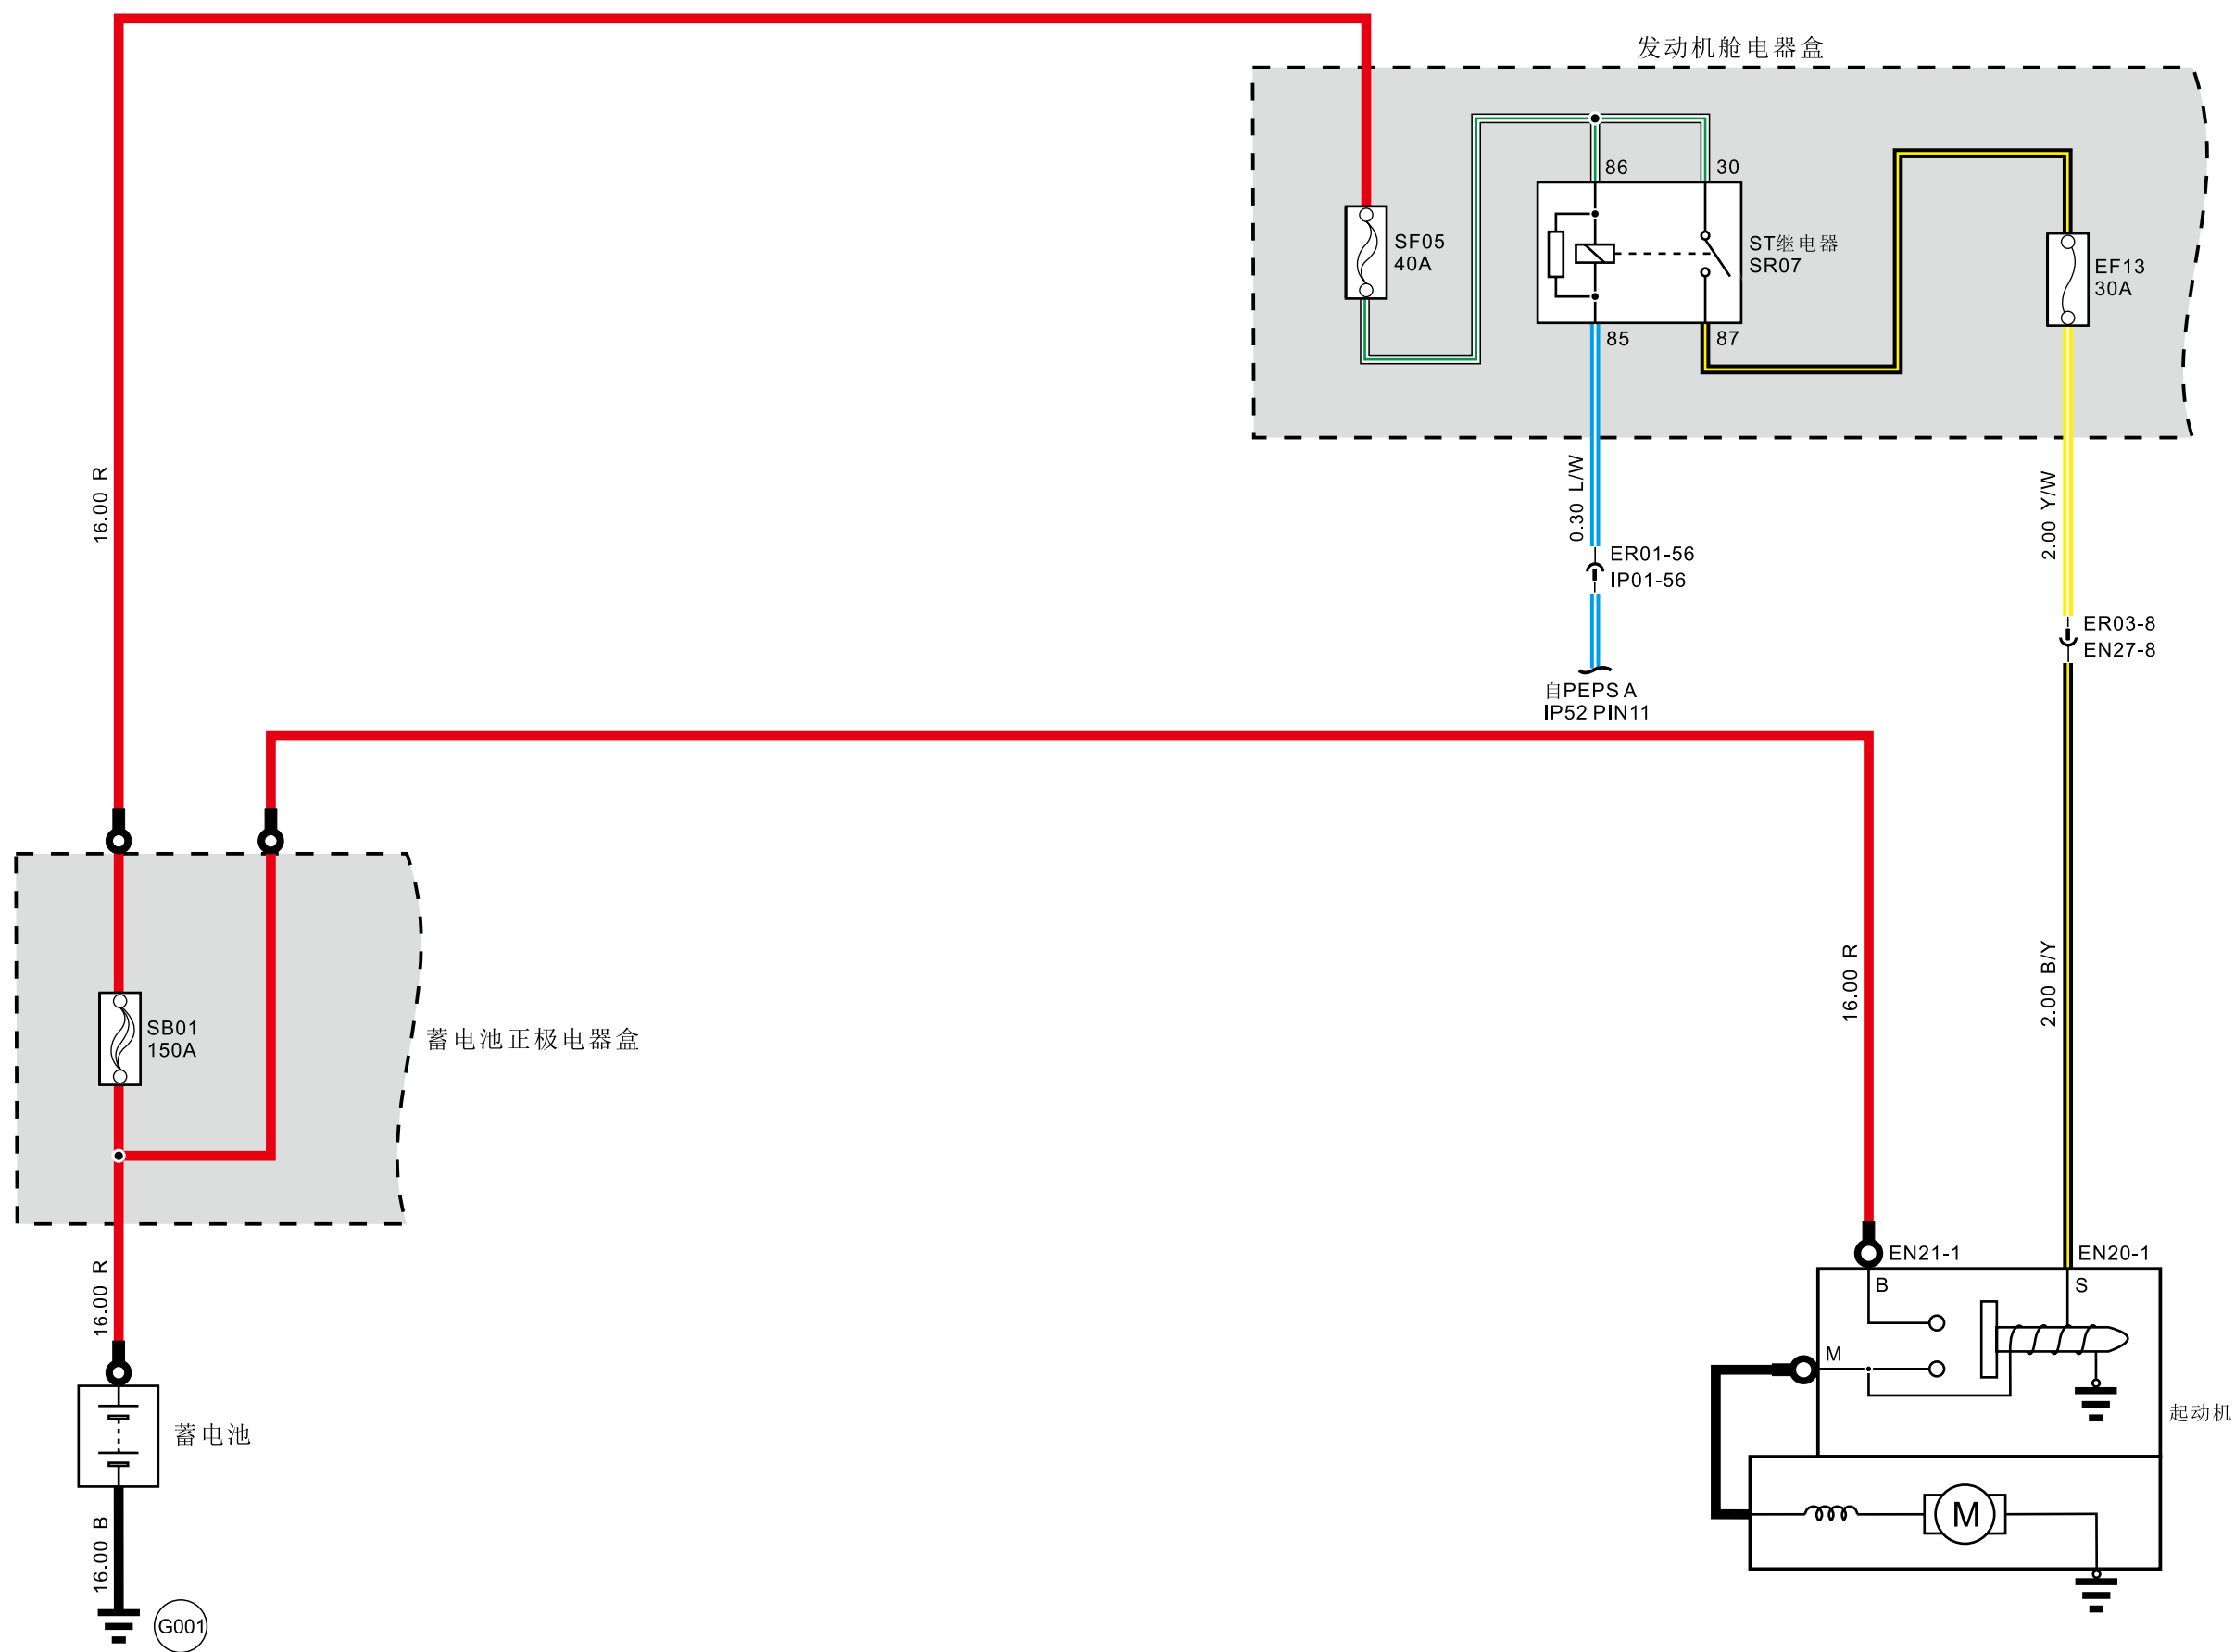 发动机舱电器盒
86
30
SF05
40A
ST继电器
SR07
EF13
30A
85
87
16.00 R
0.30 L/W
2.00 Y/W
ER01-56
IP01-56
ER03-8
EN27-8
自PEPS A
IP52 PIN11
SB01
150A
蓄电池正极电器盒
16.00 R
2.00 B/Y
16.00 R
EN21-1
EN20-1
B
S
M
蓄电池
起动机
M
16.00 B
G001